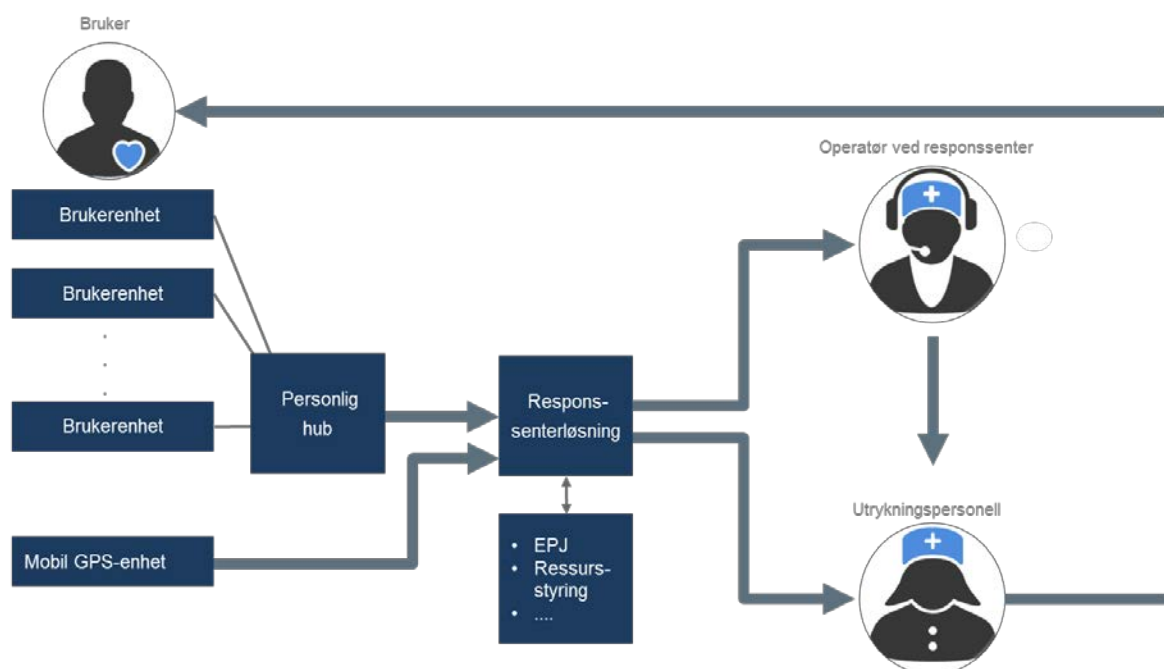 Bruker
Operatør ved responssenter
Brukerenhet
Brukerenhet
.
.
.
Brukerenhet
Personlig
hub
Respons-
senterløsning
Mobil GPS-enhet
• EPJ
• Ressurs-
styring
• ....
Utrykningspersonell